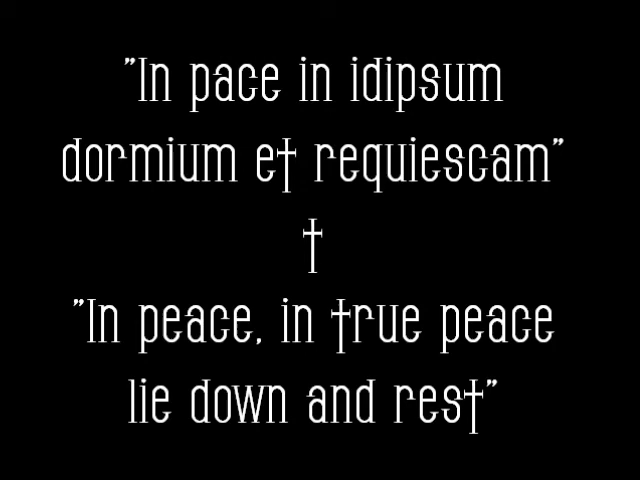 "In pace in idipsum
dormium et requiescam"
†
"In peace, in true peace
lie down and rest"